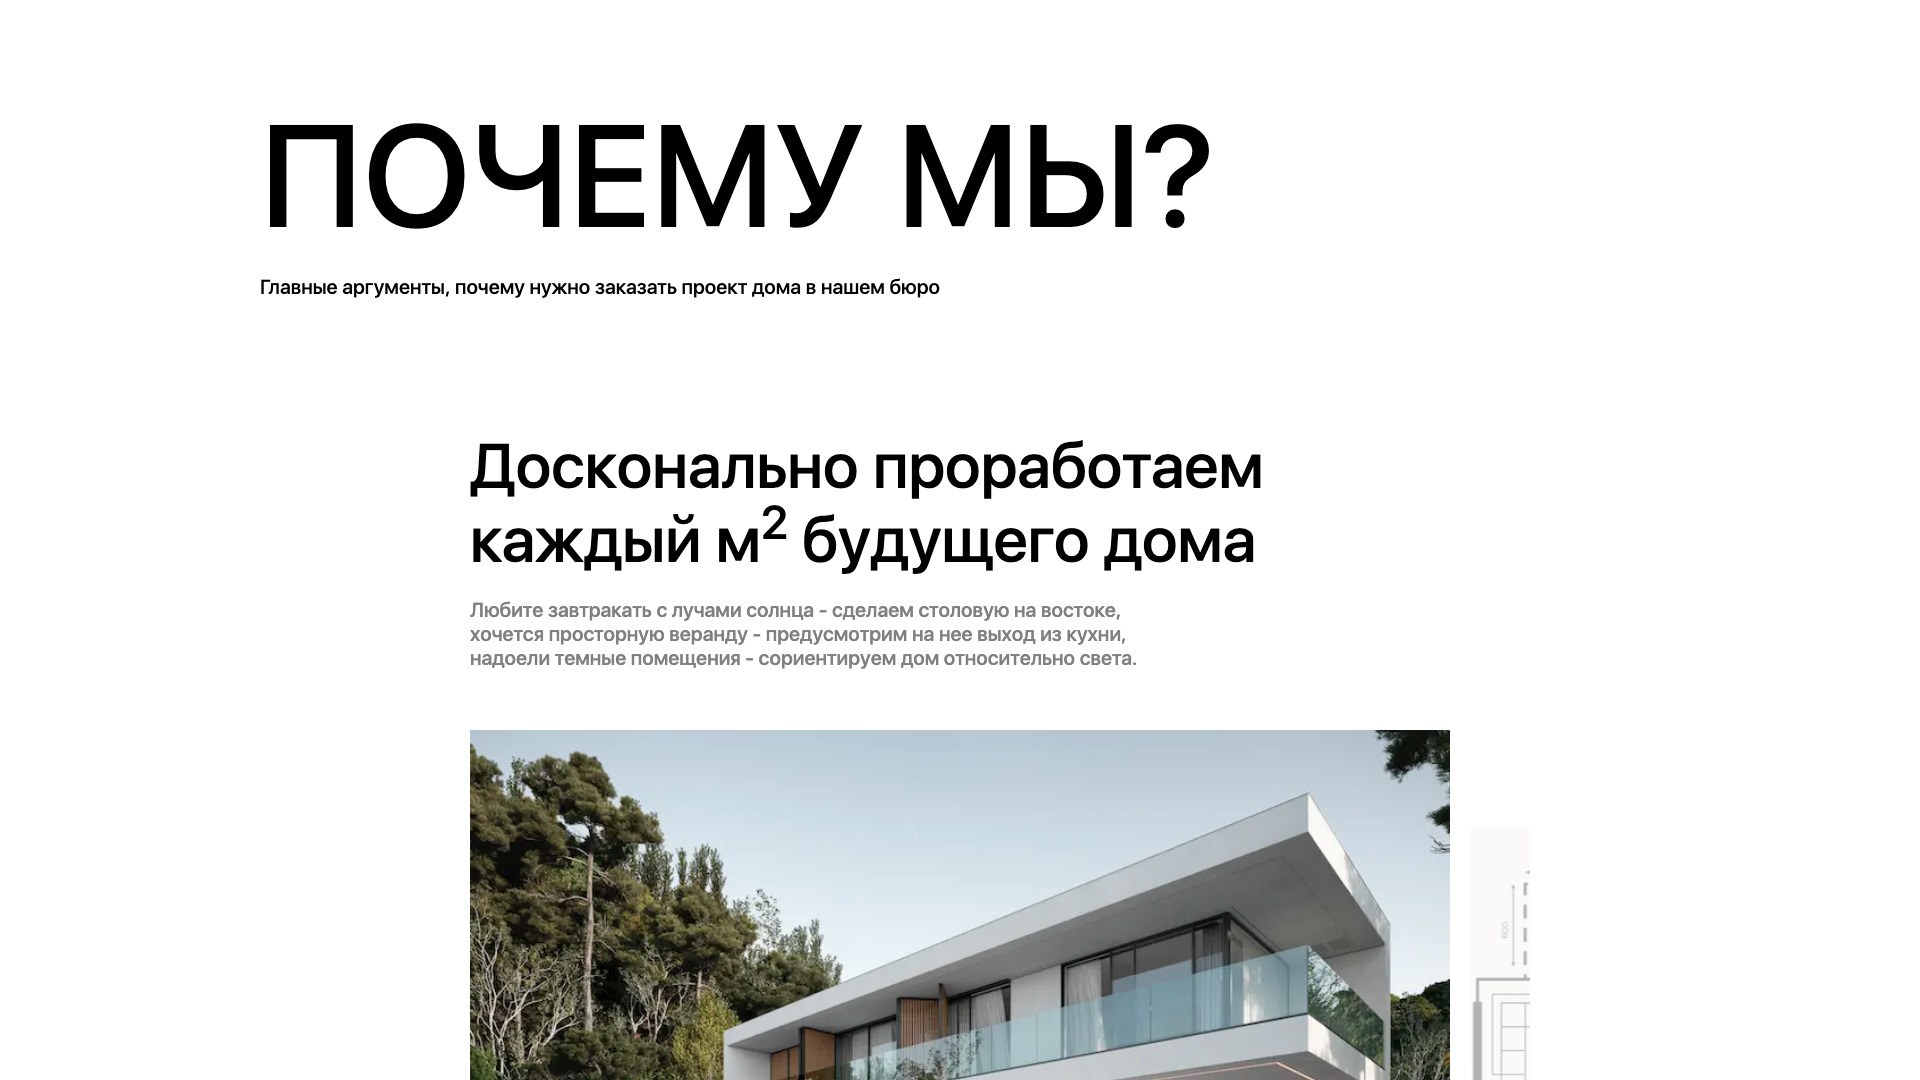 ПОЧЕМУ МЫ?
Главные аргументы, почему нужно заказать проект дома в нашем бюро
Досконально проработаем
каждый м² будущего дома
Любите завтракать с лучами солнца - сделаем столовую на востоке,
хочется просторную веранду - предусмотрим на нее выход из кухни,
надоели темные помещения - сориентируем дом относительно света.
600